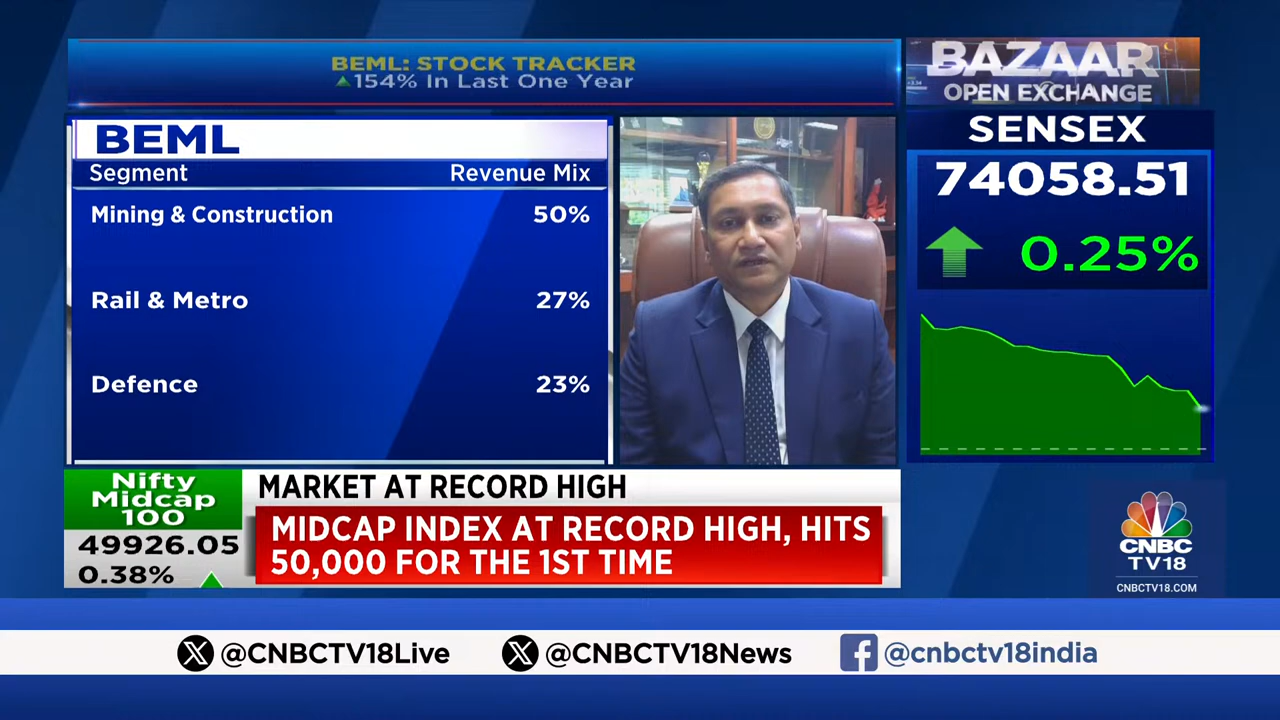 BEML: STOCK TRACKER
154% In Last One Year
BAZAAR
OPEN EXCHANGE
BEML
Segment Revenue Mix
Mining & Construction 50%
Rail & Metro 27%
Defence 23%
SENSEX
74058.51
0.25%
Nifty
Midcap
100
49926.05
0.38%
MARKET AT RECORD HIGH
MIDCAP INDEX AT RECORD HIGH, HITS
50,000 FOR THE 1ST TIME
CNBC
TV18
CNBCTV18.COM
@CNBCTV18Live @CNBCTV18News @cnbctv18india